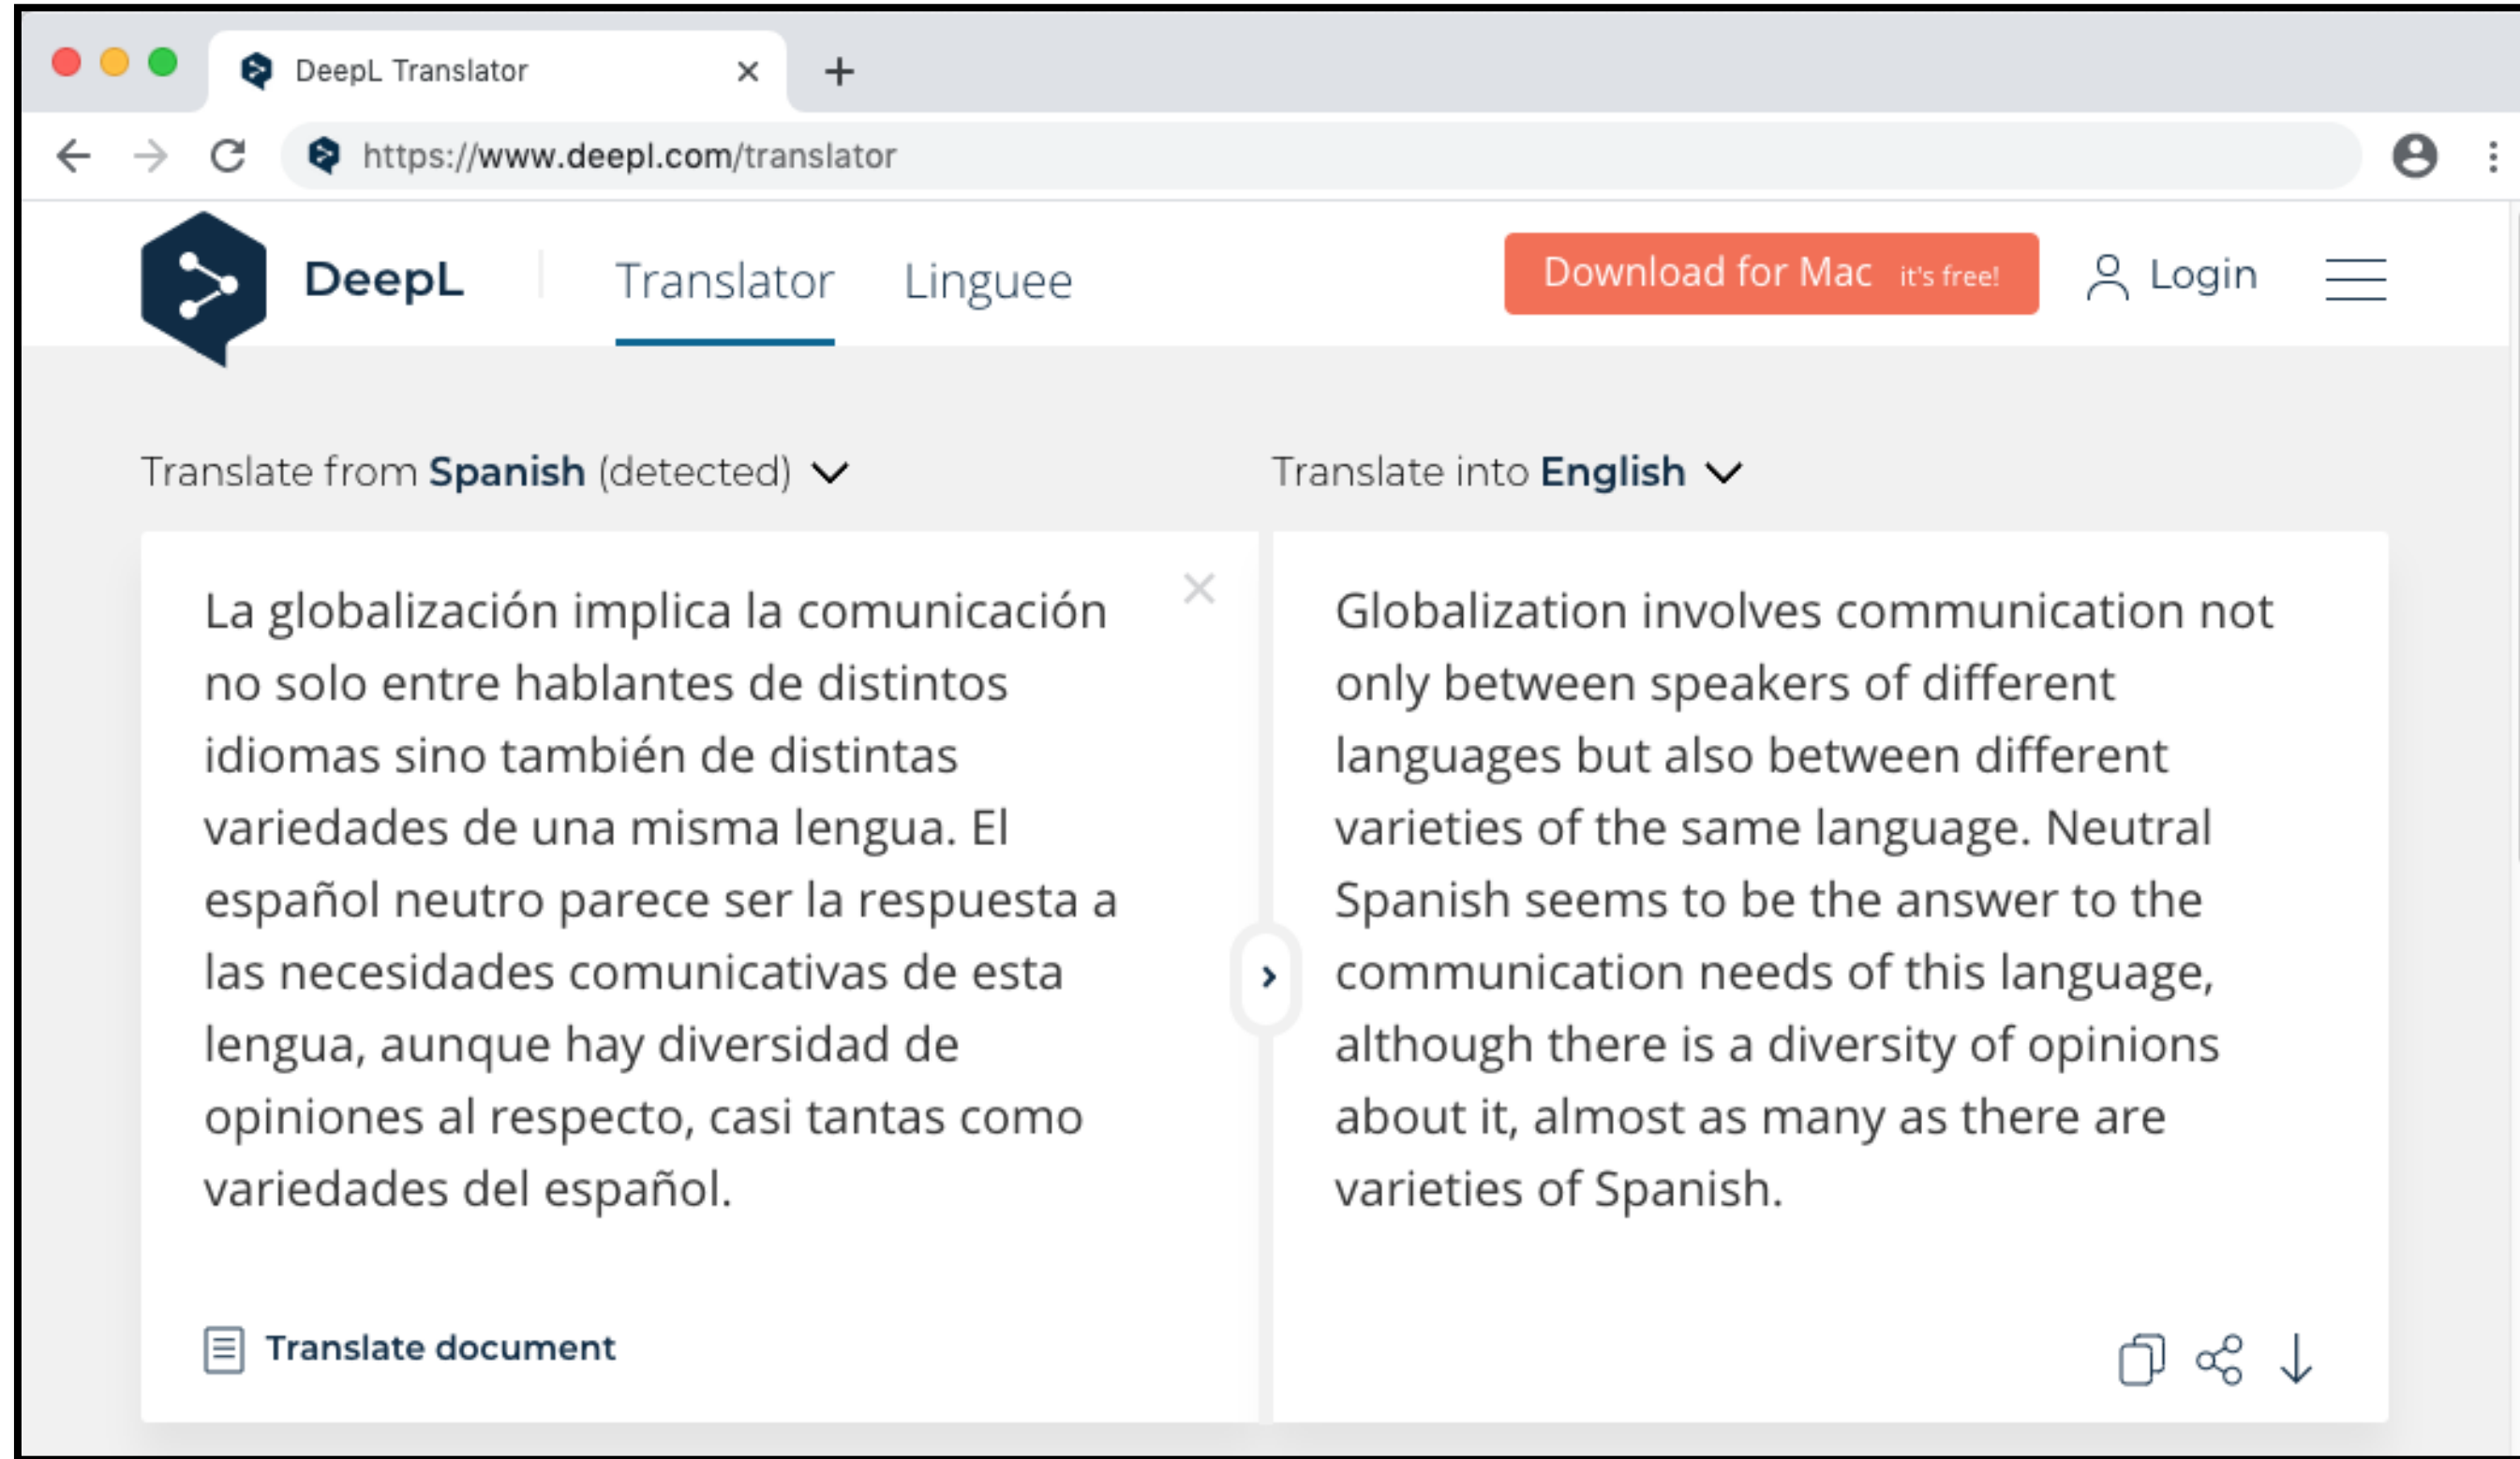 DeepL Translator
https://www.deepl.com/translator
DeepL Translator Linguee Download for Mac it's free! Login
Translate from Spanish (detected)
La globalización implica la comunicación
no solo entre hablantes de distintos
idiomas sino también de distintas
variedades de una misma lengua. El
español neutro parece ser la respuesta a
las necesidades comunicativas de esta
lengua, aunque hay diversidad de
opiniones al respecto, casi tantas como
variedades del español.
Translate document
Translate into English
Globalization involves communication not
only between speakers of different
languages but also between different
varieties of the same language. Neutral
Spanish seems to be the answer to the
communication needs of this language,
although there is a diversity of opinions
about it, almost as many as there are
varieties of Spanish.